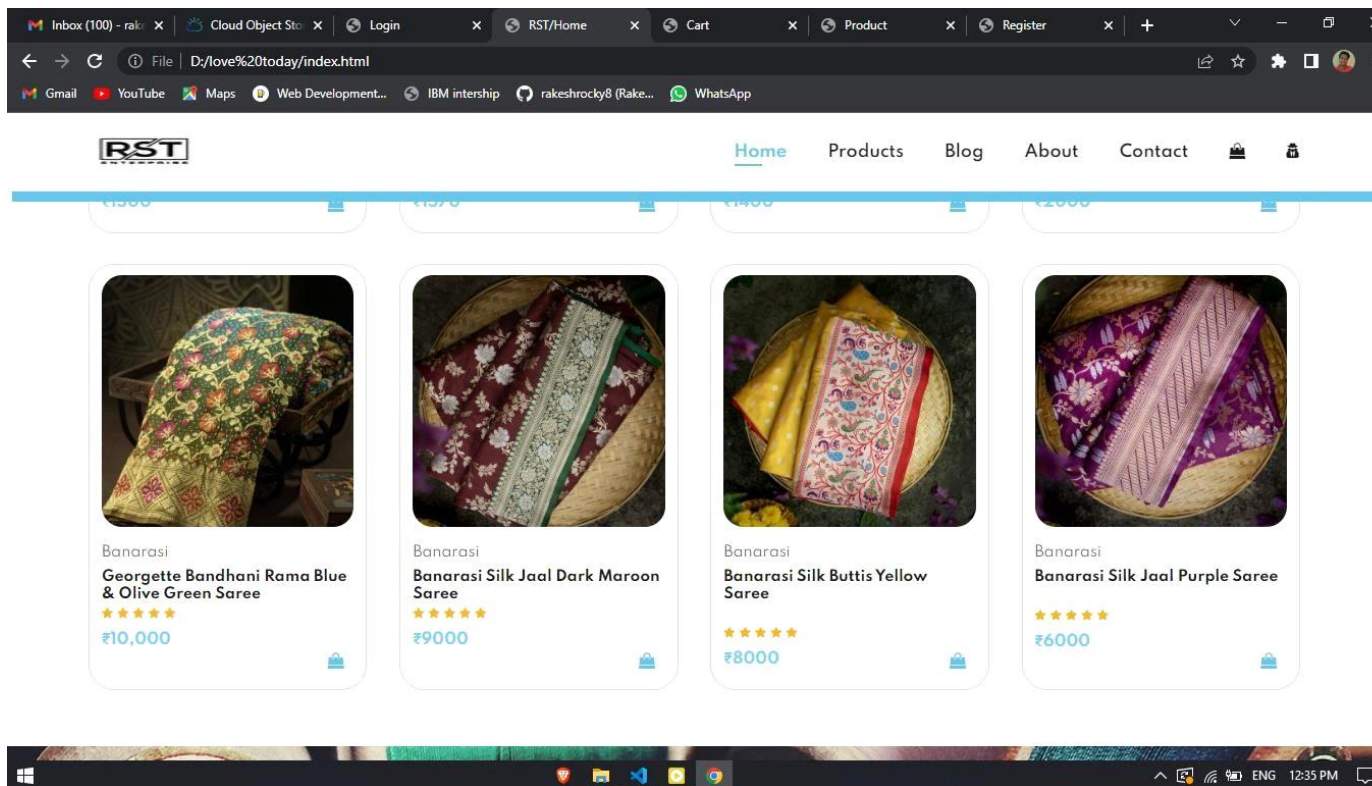 Inbox (100) - rak
Cloud Object Sto
Login
RST/Home
Cart
Product
Register
File
D:/love%20today/index.html
Gmail
YouTube
Maps
Web Development...
IBM intership
rakeshrocky8 (Rake...
WhatsApp
RST
ENTERPRISE
Home
Products
Blog
About
Contact
Banarasi
Georgette Bandhani Rama Blue
& Olive Green Saree
₹10,000
Banarasi
Banarasi Silk Jaal Dark Maroon
Saree
₹9000
Banarasi
Banarasi Silk Buttis Yellow
Saree
₹8000
Banarasi
Banarasi Silk Jaal Purple Saree
₹6000
ENG
12:35 PM